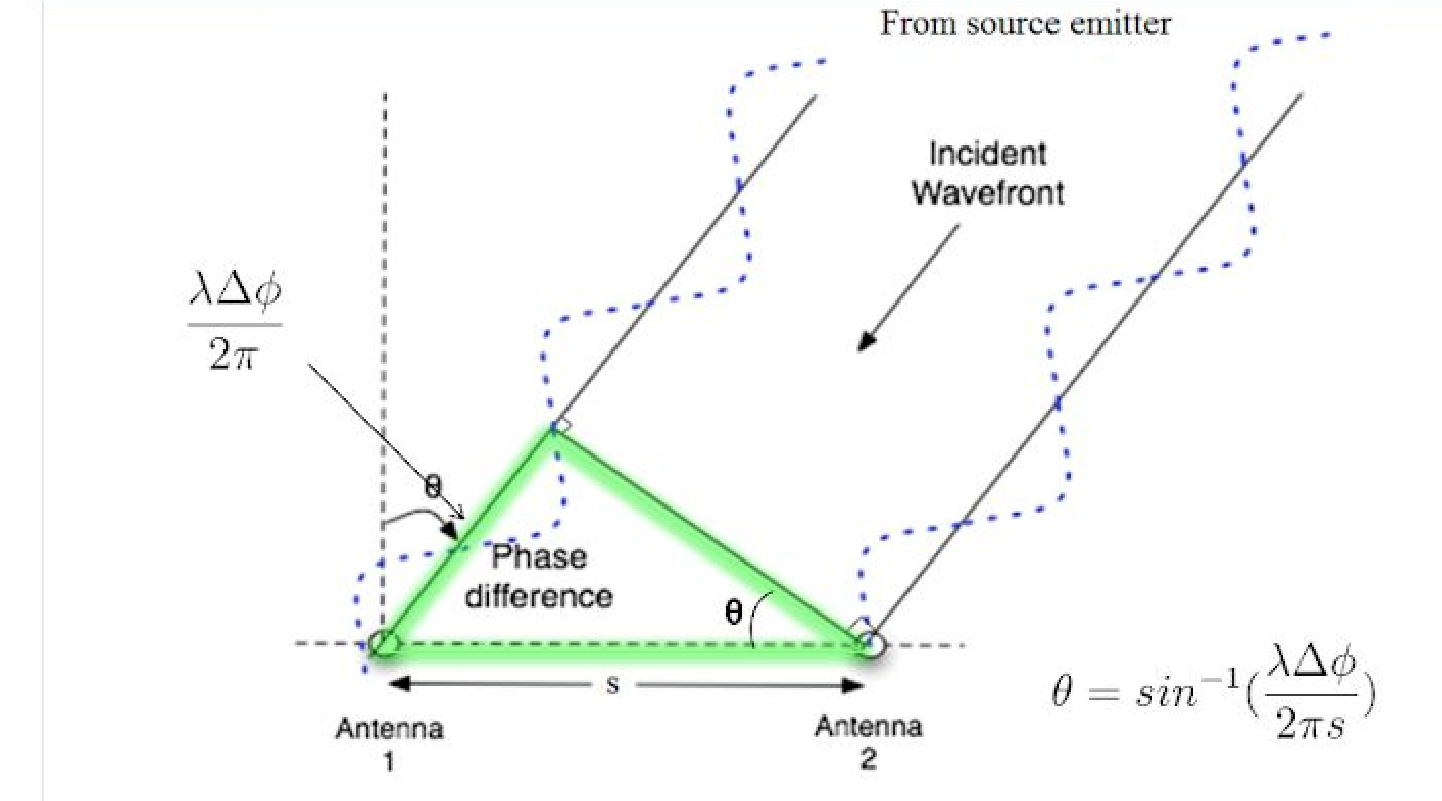 From source emitter
Incident
Wavefront
λΔϕ
2π
θ
Phase
difference
θ
s
θ = sin⁻¹(λΔϕ/2πs)
Antenna
1
Antenna
2